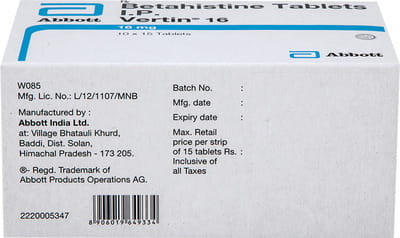 Betahistine Tablets
I.P.
Vertin® 16
16 mg
10 x 15 Tablets
Abbott
Abbott
W085
Mfg. Lic. No.: L/12/1107/MNB
Manufactured by :
Abbott India Ltd.
at: Village Bhatauli Khurd,
Baddi, Dist. Solan,
Himachal Pradesh - 173 205.
®- Regd. Trademark of
Abbott Products Operations AG.
2220005347
8 906019 649334
Batch No. :
Mfg. date :
Expiry date :
Max. Retail
price per strip
of 15 tablets Rs. :
Inclusive of
all Taxes